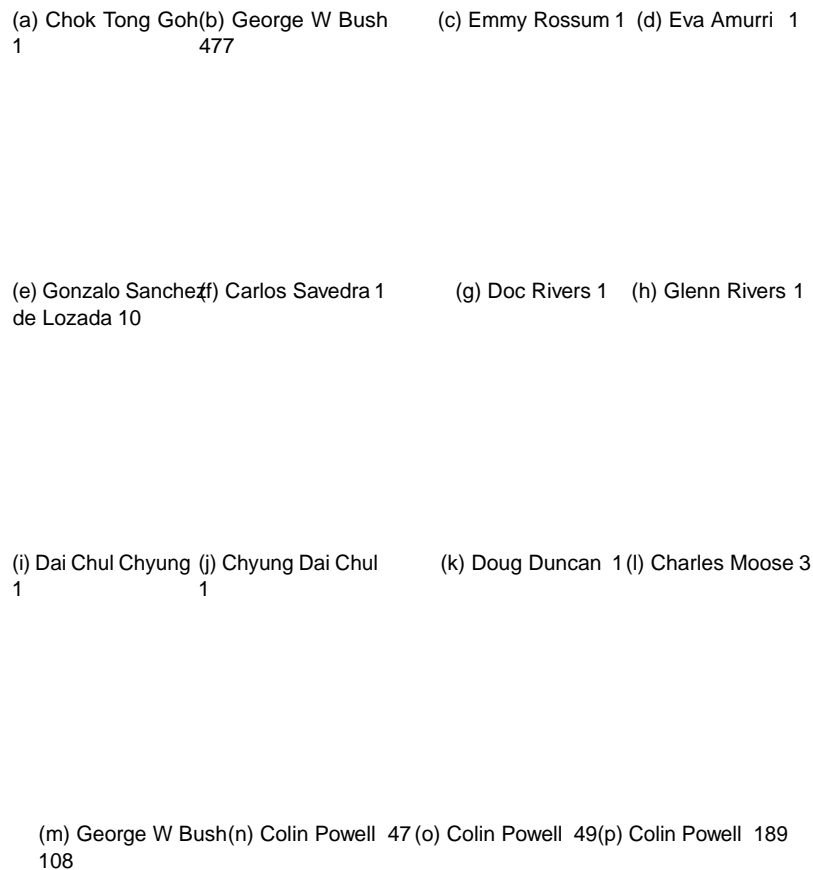 (a) Chok Tong Goh(b) George W Bush (c) Emmy Rossum 1 (d) Eva Amurri 1
1 477
(e) Gonzalo Sanchez(f) Carlos Savedra 1 (g) Doc Rivers 1 (h) Glenn Rivers 1
de Lozada 10
(i) Dai Chul Chyung (j) Chyung Dai Chul (k) Doug Duncan 1(l) Charles Moose 3
1 1
(m) George W Bush(n) Colin Powell 47 (o) Colin Powell 49(p) Colin Powell 189
108